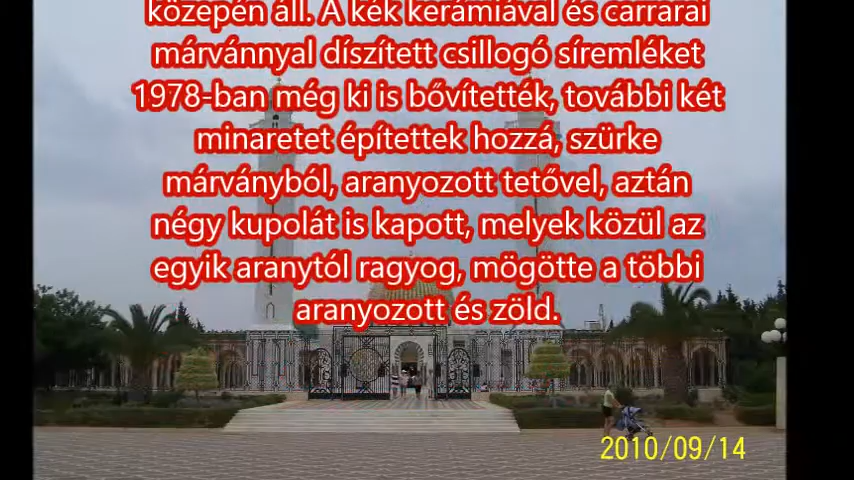 közepén áll. A kék kerámiával és carrarai
márvánnyal díszített csillogó síremléket
1978-ban még ki is bővítették, további két
minaretet építettek hozzá, szürke
márványból, aranyozott tetővel, aztán
négy kupolát is kapott, melyek közül az
egyik aranytól ragyog, mögötte a többi
aranyozott és zöld.
2010/09/14